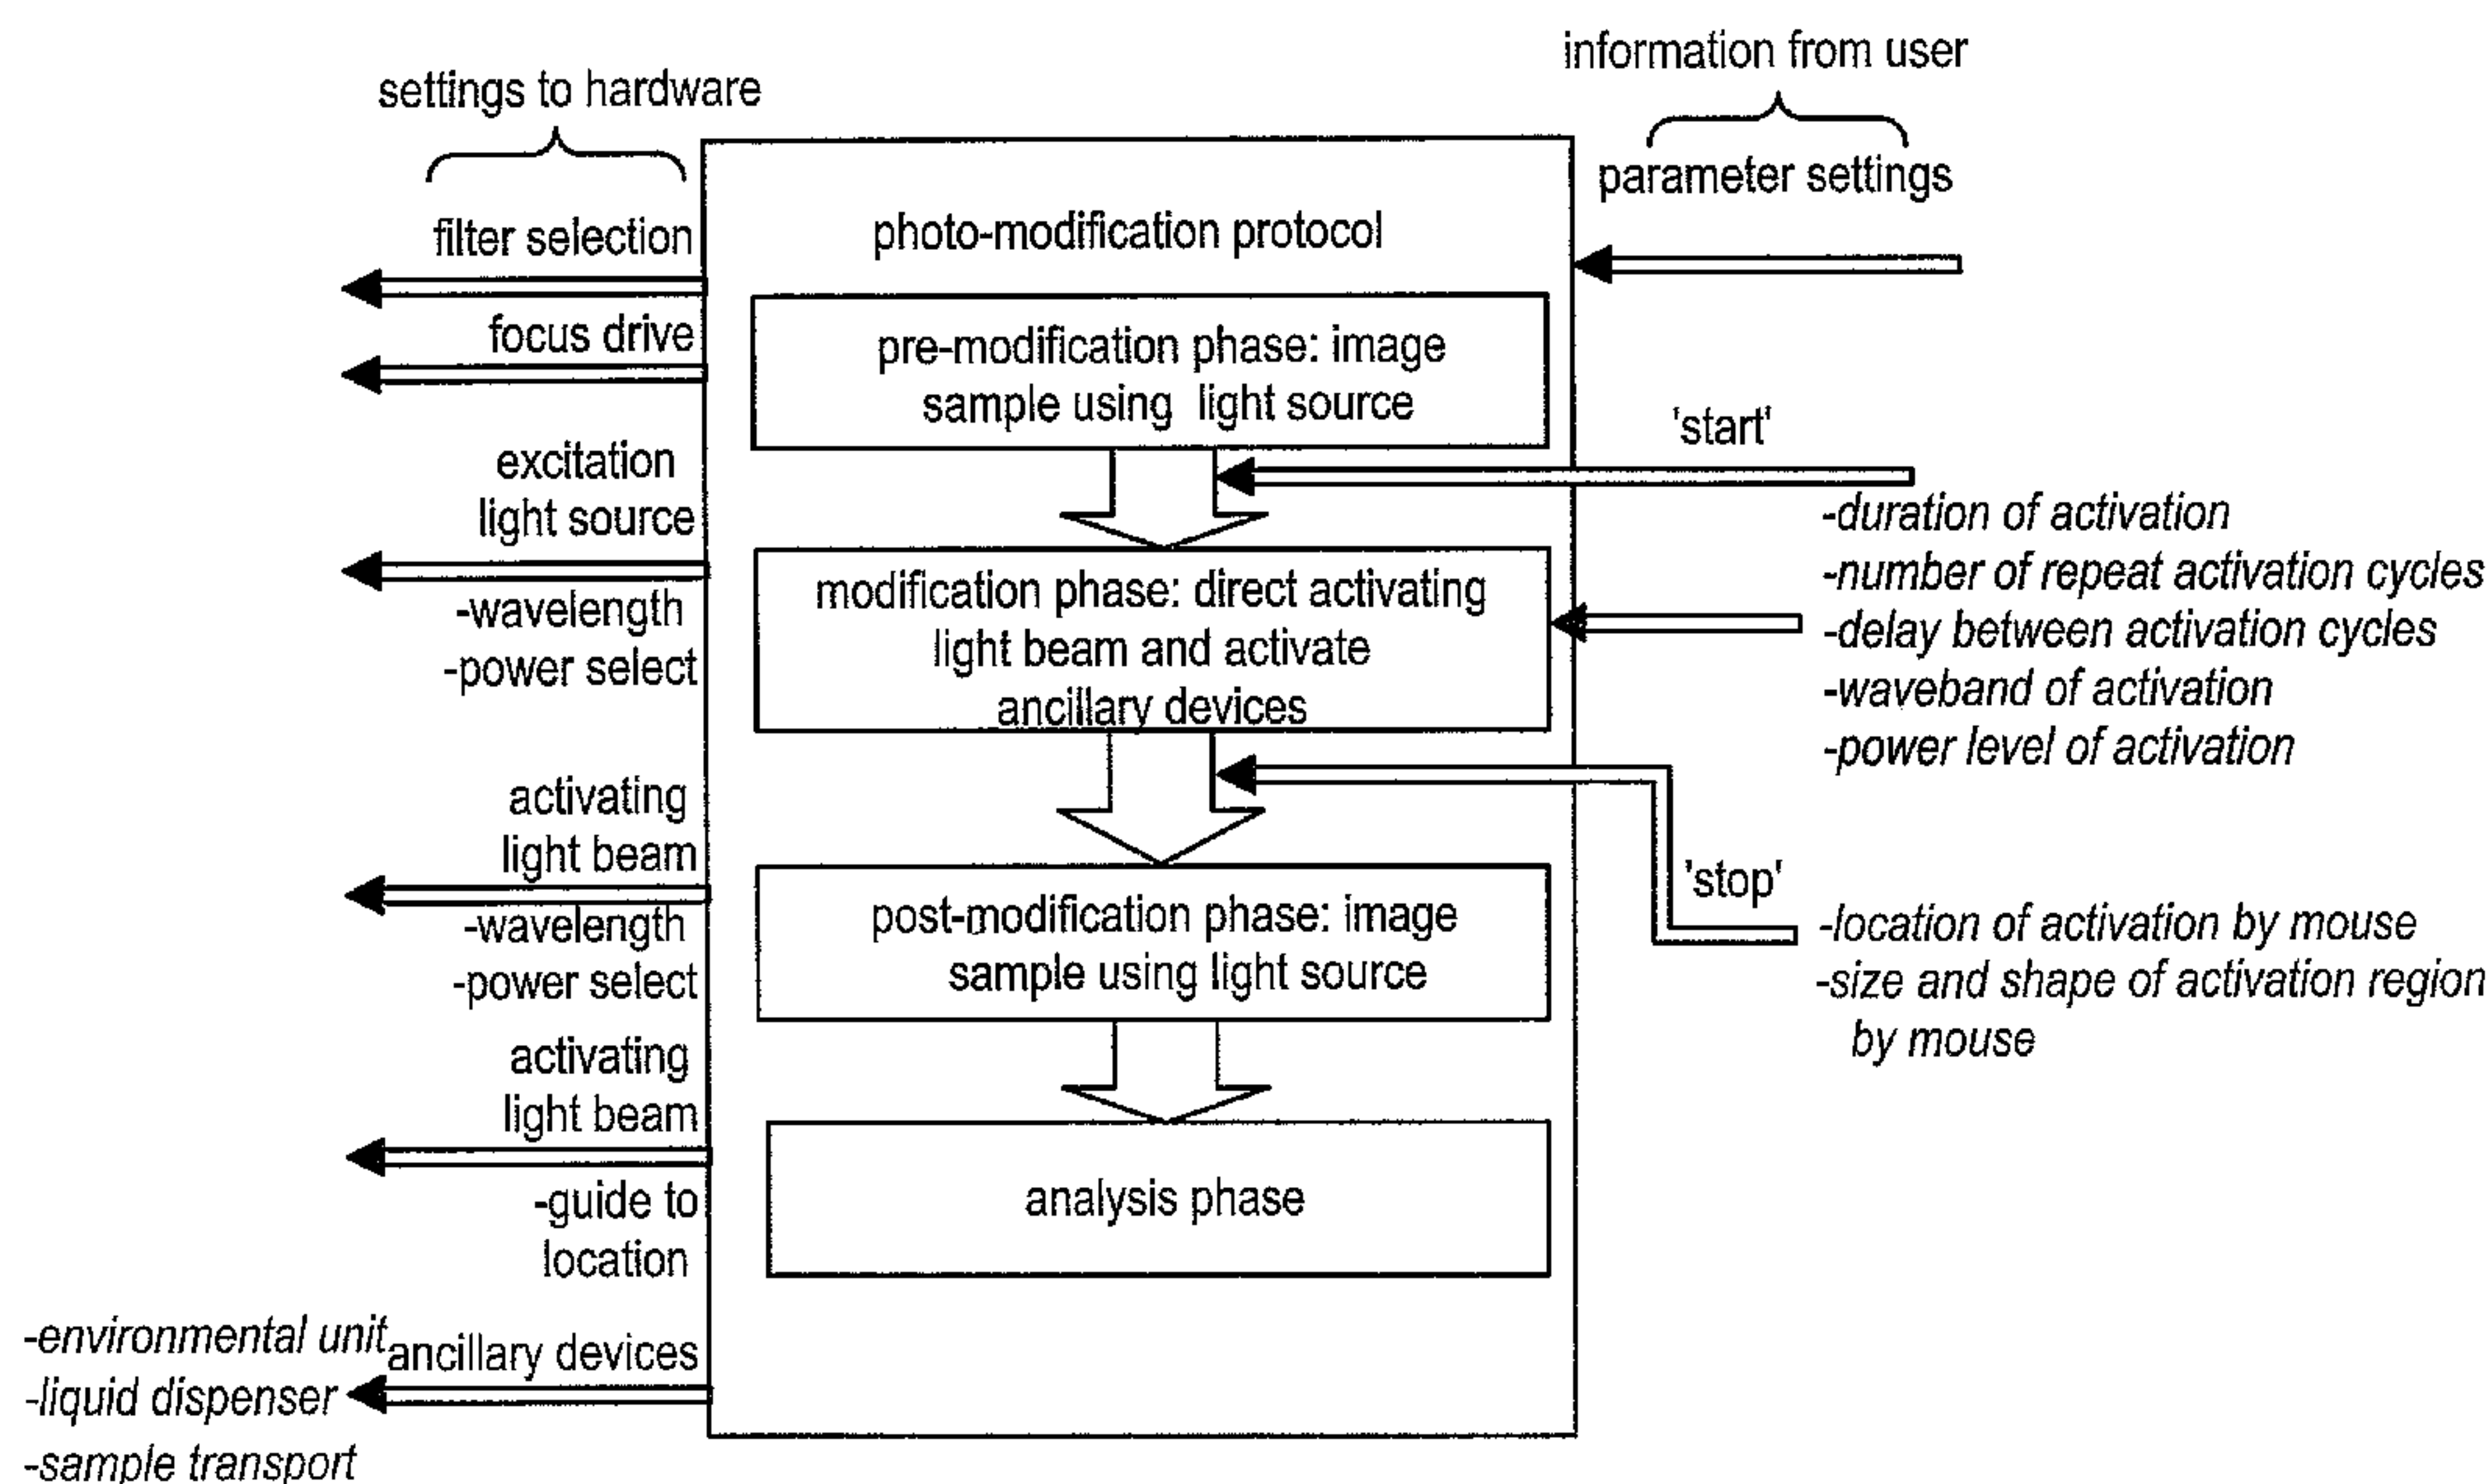 information from user
settings to hardware
parameter settings
filter selection
photo-modification protocol
focus drive
pre-modification phase: image
sample using light source
'start'
excitation
light source
-wavelength
-power select
-duration of activation
-number of repeat activation cycles
-delay between activation cycles
-waveband of activation
-power level of activation
modification phase: direct activating
light beam and activate
ancillary devices
activating
light beam
-wavelength
-power select
'stop'
-location of activation by mouse
-size and shape of activation region
by mouse
post-modification phase: image
sample using light source
activating
light beam
-guide to
location
analysis phase
-environmental unit
ancillary devices
-liquid dispenser
-sample transport